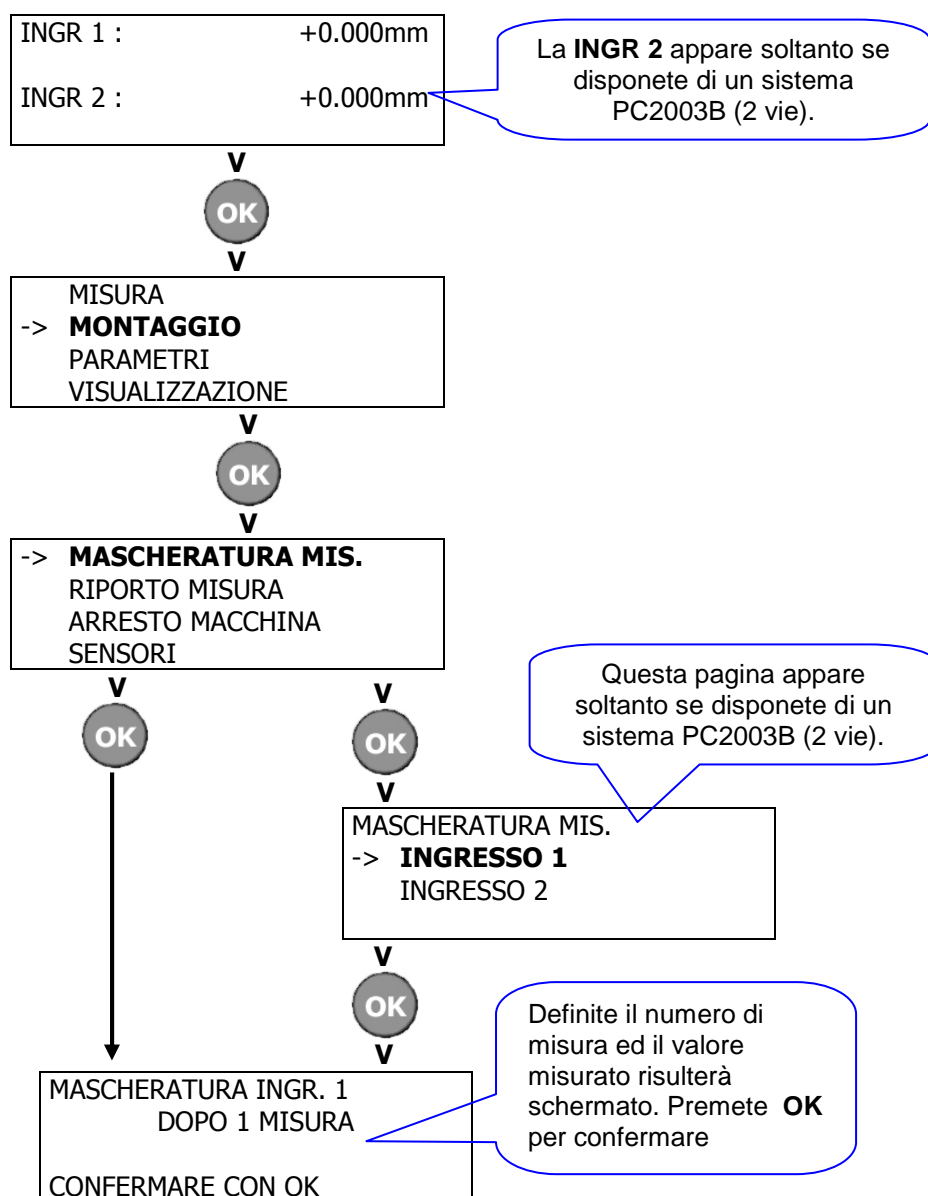 INGR 1 : +0.000mm
INGR 2 : +0.000mm
La INGR 2 appare soltanto se
disponete di un sistema
PC2003B (2 vie).
V
OK
V
MISURA
-> MONTAGGIO
PARAMETRI
VISUALIZZAZIONE
V
OK
V
-> MASCHERATURA MIS.
RIPORTO MISURA
ARRESTO MACCHINA
SENSORI
V
OK
V
OK
V
Questa pagina appare
soltanto se disponete di un
sistema PC2003B (2 vie).
MASCHERATURA MIS.
-> INGRESSO 1
INGRESSO 2
V
OK
V
Definite il numero di
misura ed il valore
misurato risulterà
schermato. Premete OK
per confermare
MASCHERATURA INGR. 1
DOPO 1 MISURA
CONFERMARE CON OK